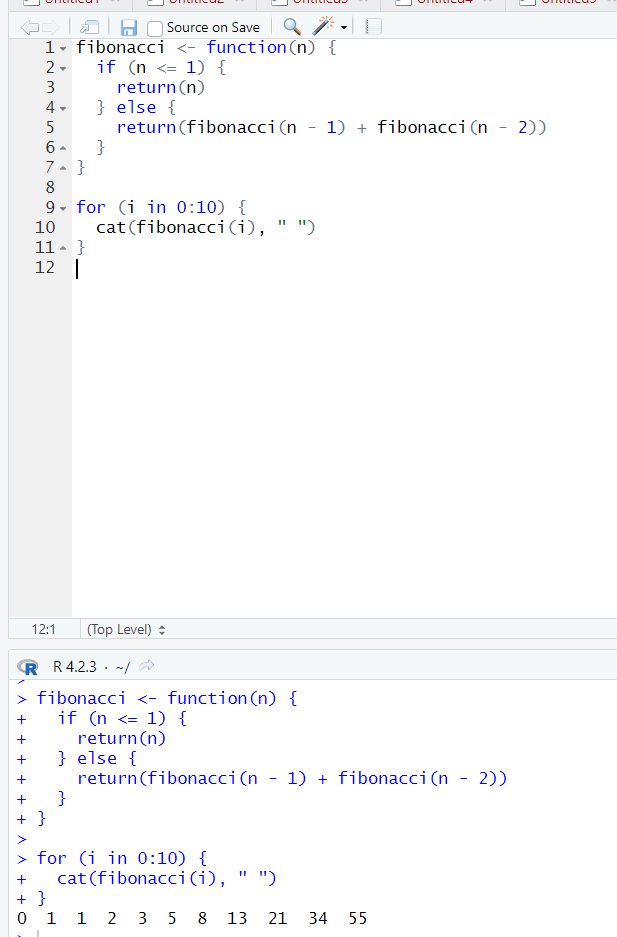 Untitled1 Untitled2 Untitled3 Untitled4 Untitled5
Source on Save
1 fibonacci <- function(n) {
2   if (n <= 1) {
3     return(n)
4   } else {
5     return(fibonacci(n - 1) + fibonacci(n - 2))
6   }
7 }
8
9 for (i in 0:10) {
10   cat(fibonacci(i), " ")
11 }
12
12:1 (Top Level)
R R 4.2.3 · ~/
>
> fibonacci <- function(n) {
+   if (n <= 1) {
+     return(n)
+   } else {
+     return(fibonacci(n - 1) + fibonacci(n - 2))
+   }
+ }
>
> for (i in 0:10) {
+   cat(fibonacci(i), " ")
+ }
0  1  1  2  3  5  8  13  21  34  55
>